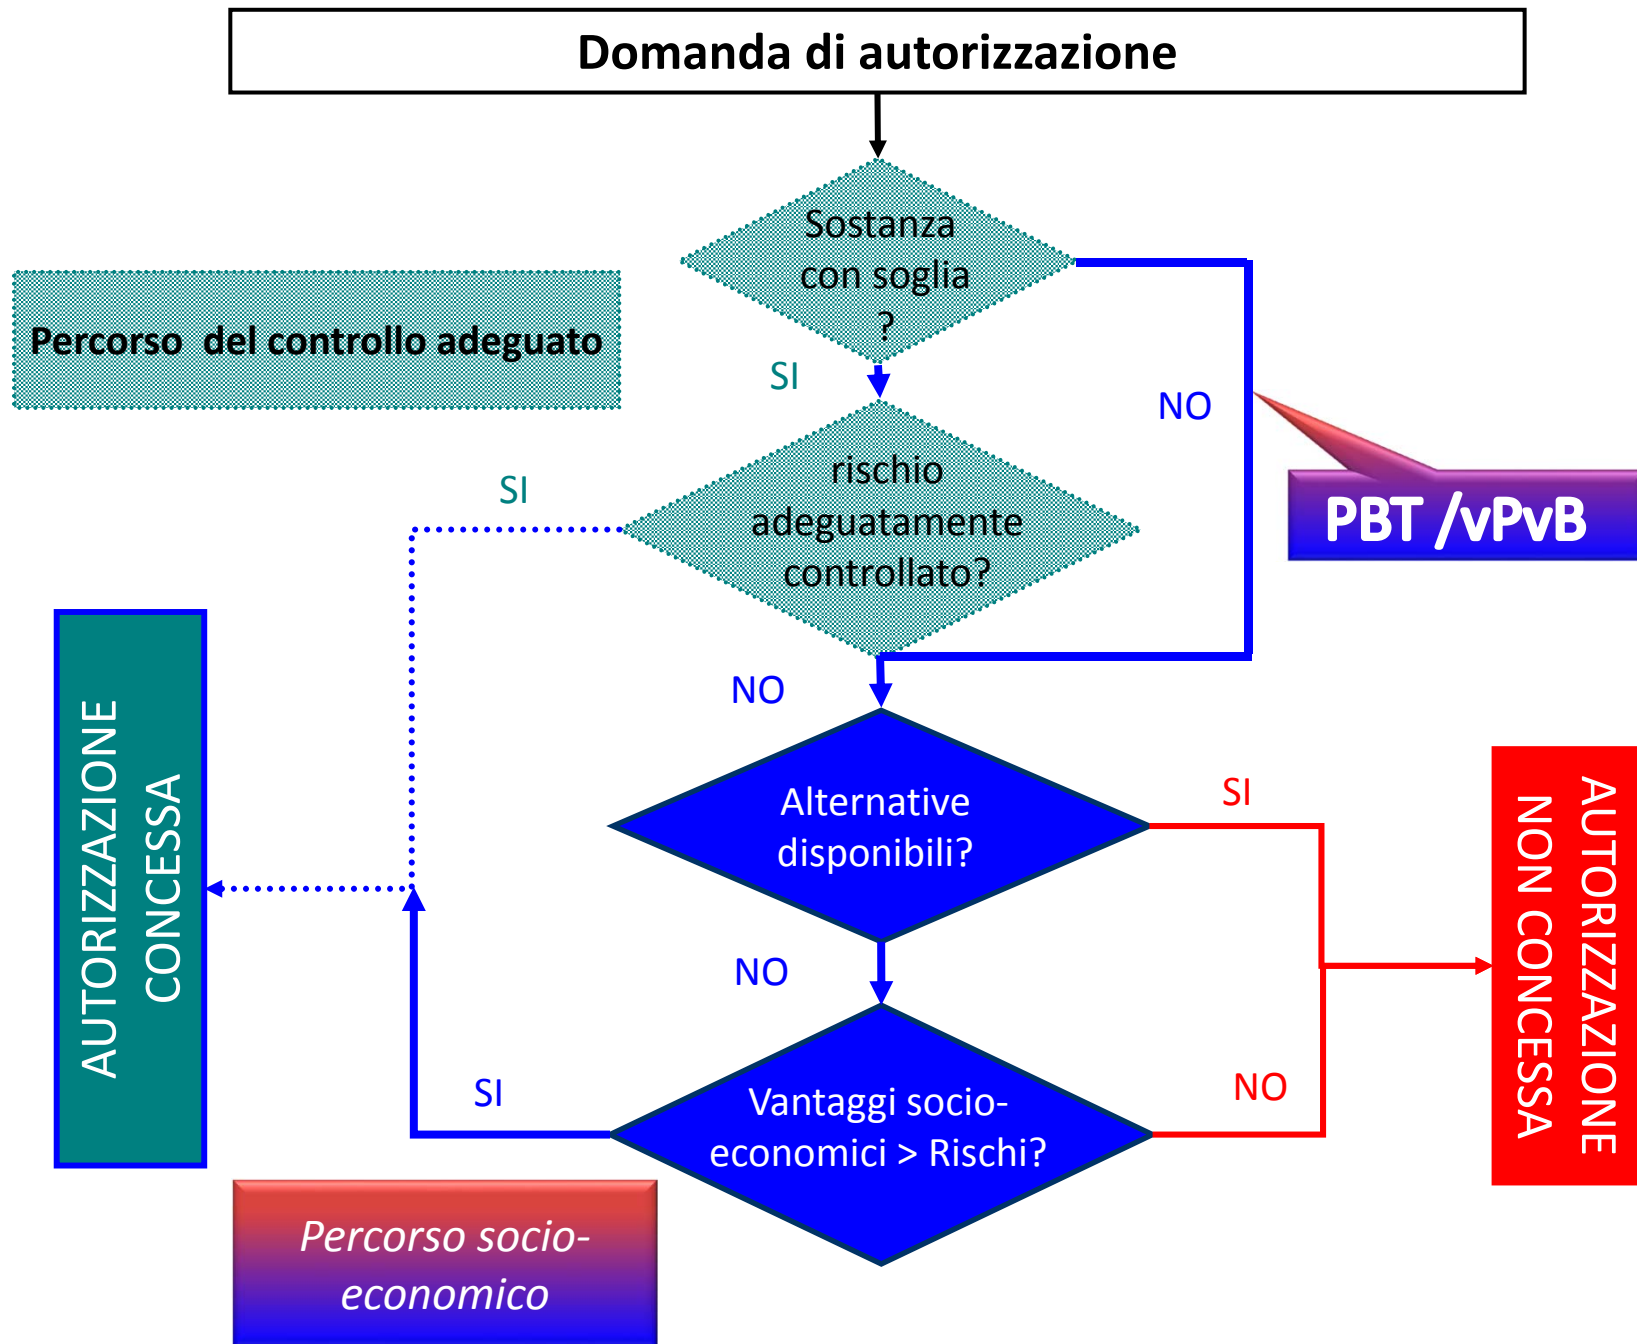 Domanda di autorizzazione
Sostanza
con soglia
?
Percorso del controllo adeguato
SI
NO
SI
rischio
adeguatamente
controllato?
PBT /vPvB
NO
AUTORIZZAZIONE
CONCESSA
Alternative
disponibili?
SI
AUTORIZZAZIONE
NON CONCESSA
NO
SI
Vantaggi socio-
economici > Rischi?
NO
Percorso socio-
economico